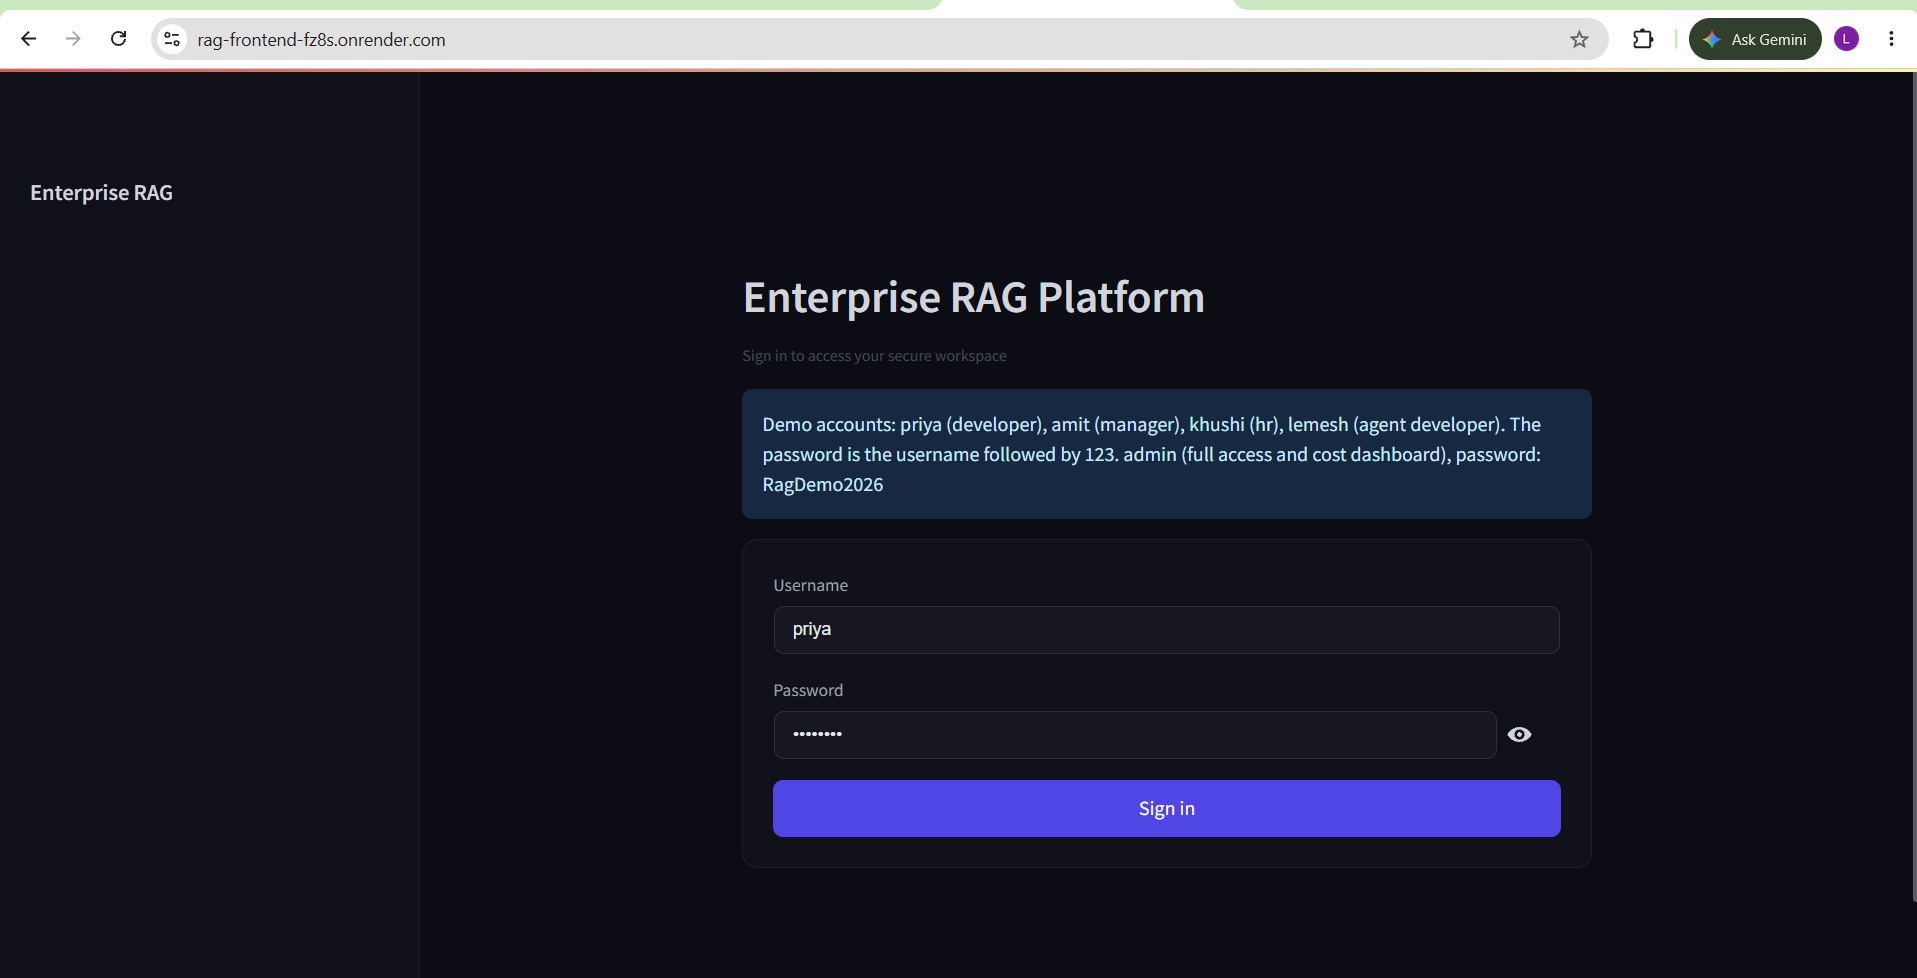 rag-frontend-fz8s.onrender.com
Ask Gemini
L
Enterprise RAG
Enterprise RAG Platform
Sign in to access your secure workspace
Demo accounts: priya (developer), amit (manager), khushi (hr), lemesh (agent developer). The
password is the username followed by 123. admin (full access and cost dashboard), password:
RagDemo2026
Username
priya
Password
••••••••
Sign in